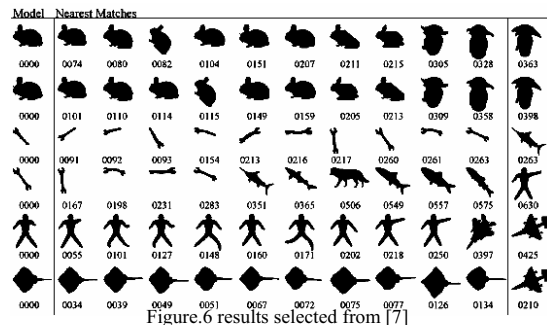 Model Nearest Matches
0000 0074 0080 0082 0104 0151 0207 0211 0215 0305 0328 0363
0000 0101 0110 0114 0115 0149 0159 0205 0213 0309 0358 0398
0000 0091 0092 0093 0154 0213 0216 0217 0260 0261 0263 0263
0000 0167 0198 0231 0283 0351 0365 0506 0549 0557 0575 0630
0000 0055 0101 0127 0148 0160 0171 0202 0218 0250 0397 0425
0000 0034 0039 0049 0051 0067 0072 0075 0077 0126 0134 0210
Figure.6 results selected from [7]